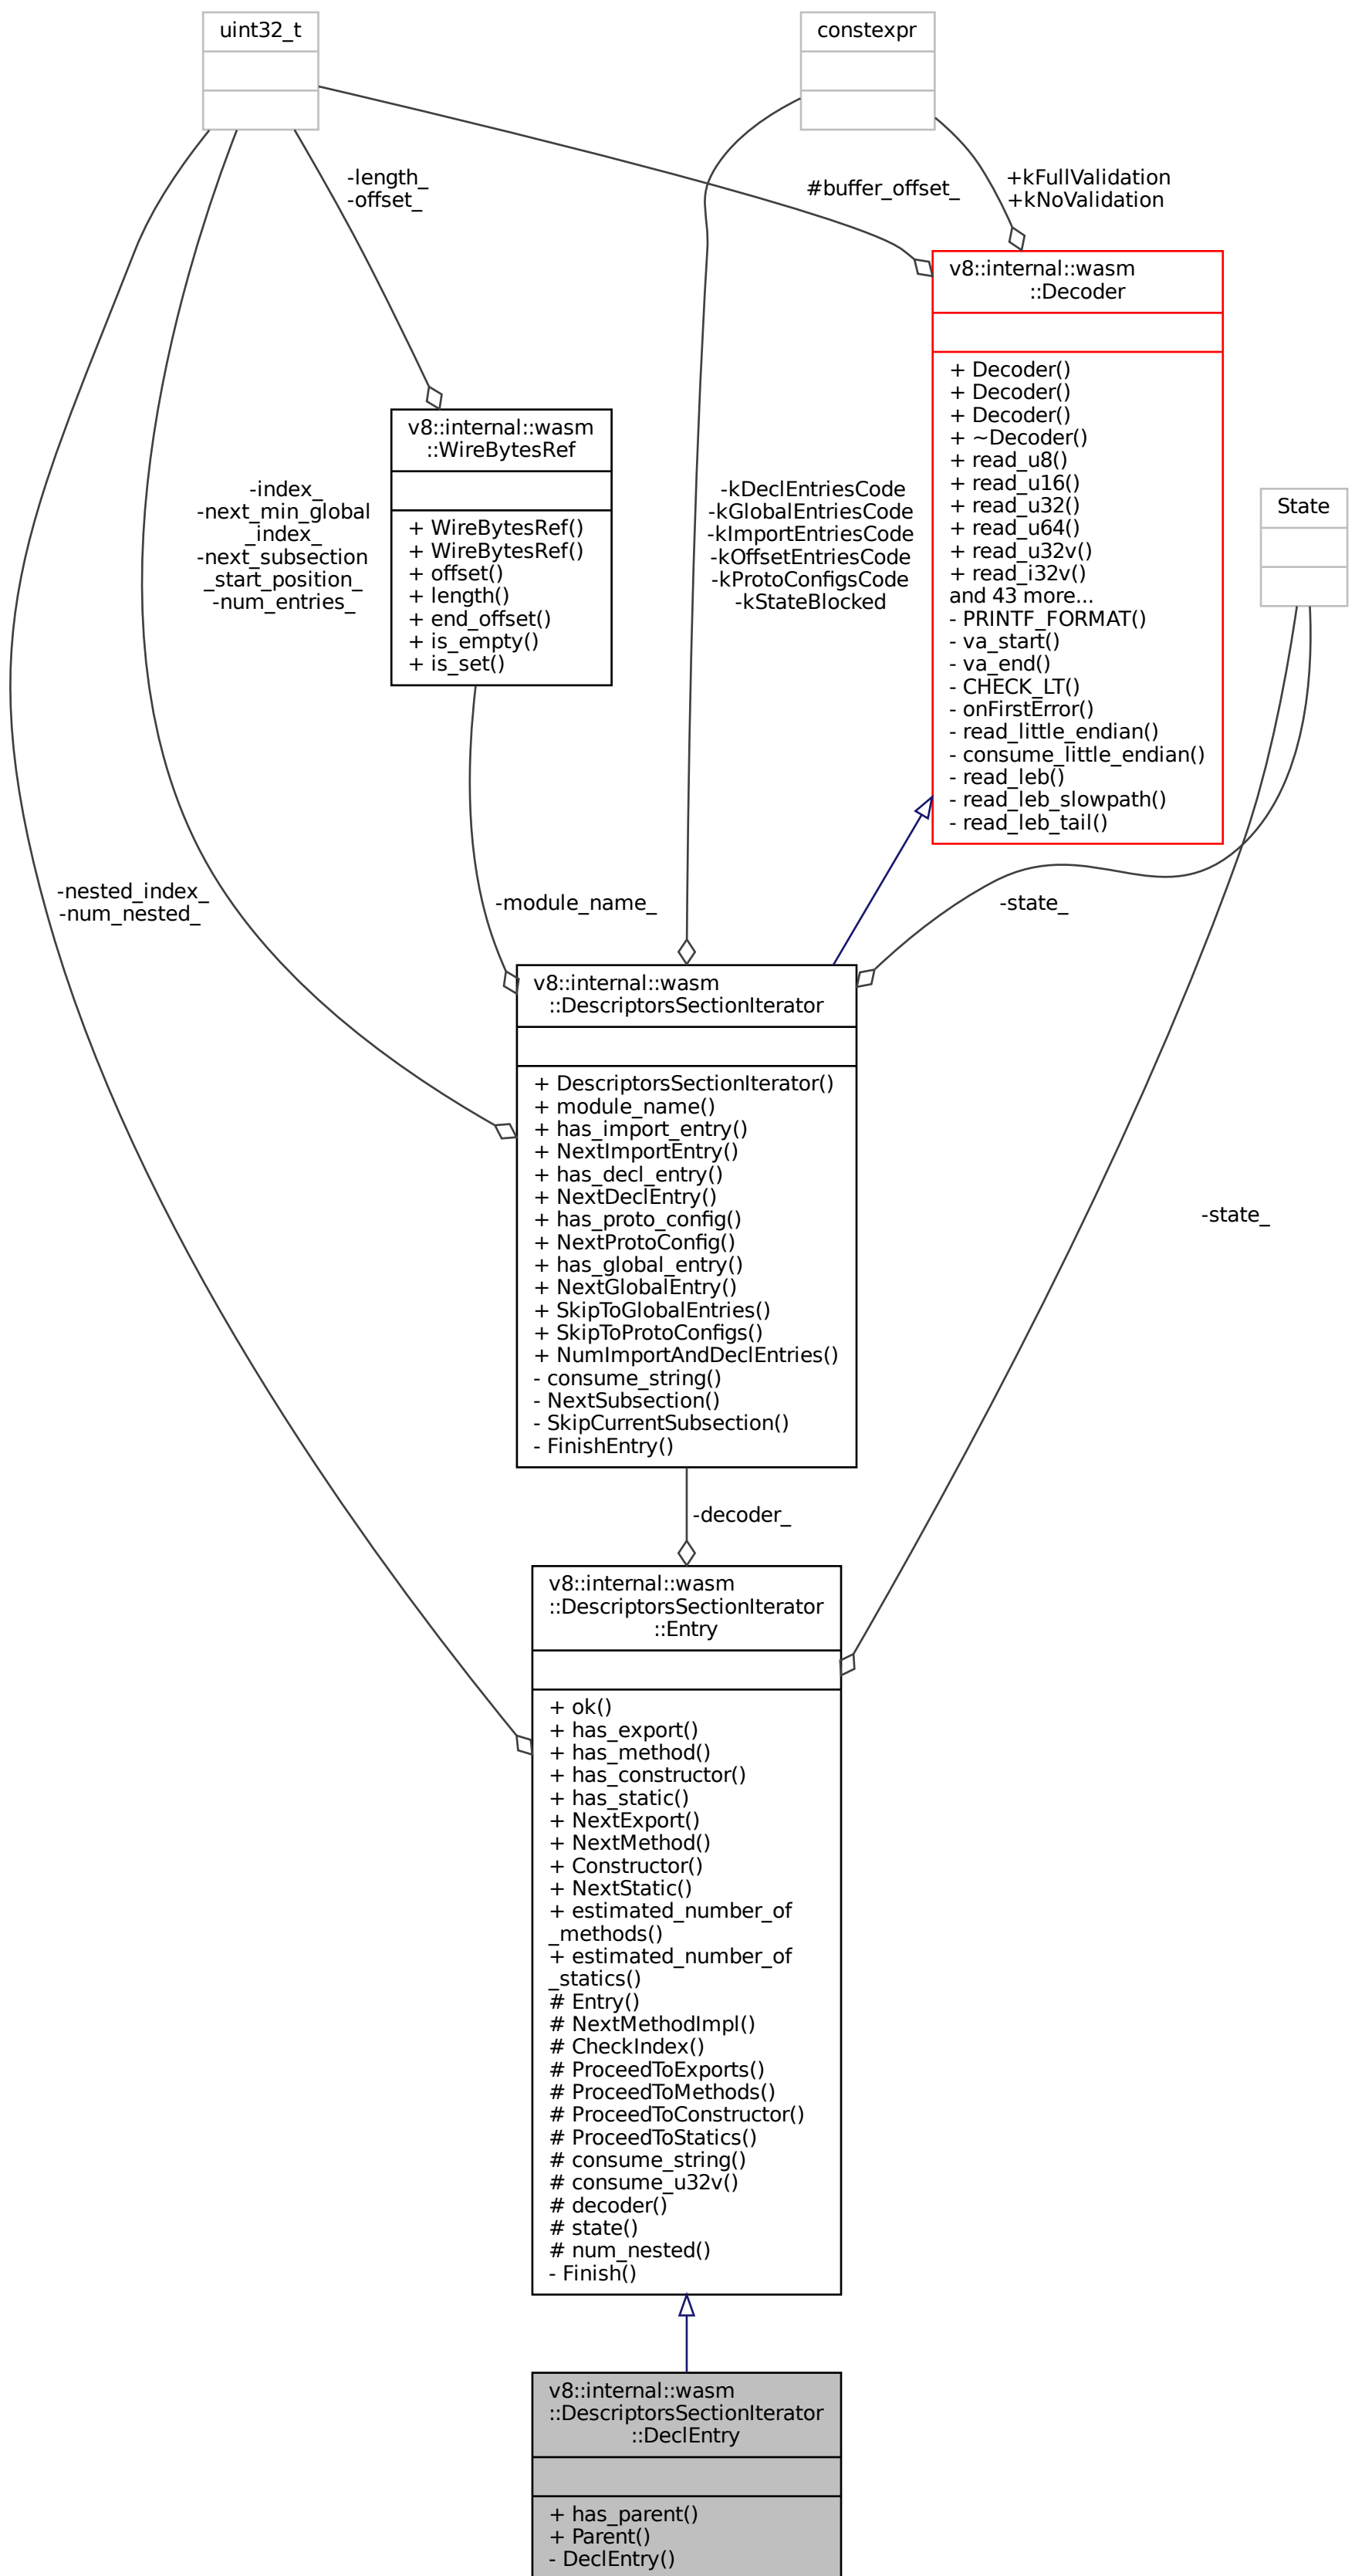 uint32_t
constexpr
-length_
-offset_
#buffer_offset_
+kFullValidation
+kNoValidation
v8::internal::wasm
::Decoder
+ Decoder()
+ Decoder()
+ Decoder()
+ ~Decoder()
+ read_u8()
+ read_u16()
+ read_u32()
+ read_u64()
+ read_u32v()
+ read_i32v()
and 43 more...
- PRINTF_FORMAT()
- va_start()
- va_end()
- CHECK_LT()
- onFirstError()
- read_little_endian()
- consume_little_endian()
- read_leb()
- read_leb_slowpath()
- read_leb_tail()
v8::internal::wasm
::WireBytesRef
+ WireBytesRef()
+ WireBytesRef()
+ offset()
+ length()
+ end_offset()
+ is_empty()
+ is_set()
-index_
-next_min_global
_index_
-next_subsection
_start_position_
-num_entries_
-kDeclEntriesCode
-kGlobalEntriesCode
-kImportEntriesCode
-kOffsetEntriesCode
-kProtoConfigsCode
-kStateBlocked
State
-nested_index_
-num_nested_
-module_name_
-state_
v8::internal::wasm
::DescriptorsSectionIterator
+ DescriptorsSectionIterator()
+ module_name()
+ has_import_entry()
+ NextImportEntry()
+ has_decl_entry()
+ NextDeclEntry()
+ has_proto_config()
+ NextProtoConfig()
+ has_global_entry()
+ NextGlobalEntry()
+ SkipToGlobalEntries()
+ SkipToProtoConfigs()
+ NumImportAndDeclEntries()
- consume_string()
- NextSubsection()
- SkipCurrentSubsection()
- FinishEntry()
-state_
-decoder_
v8::internal::wasm
::DescriptorsSectionIterator
::Entry
+ ok()
+ has_export()
+ has_method()
+ has_constructor()
+ has_static()
+ NextExport()
+ NextMethod()
+ Constructor()
+ NextStatic()
+ estimated_number_of
_methods()
+ estimated_number_of
_statics()
# Entry()
# NextMethodImpl()
# CheckIndex()
# ProceedToExports()
# ProceedToMethods()
# ProceedToConstructor()
# ProceedToStatics()
# consume_string()
# consume_u32v()
# decoder()
# state()
# num_nested()
- Finish()
v8::internal::wasm
::DescriptorsSectionIterator
::DeclEntry
+ has_parent()
+ Parent()
- DeclEntry()